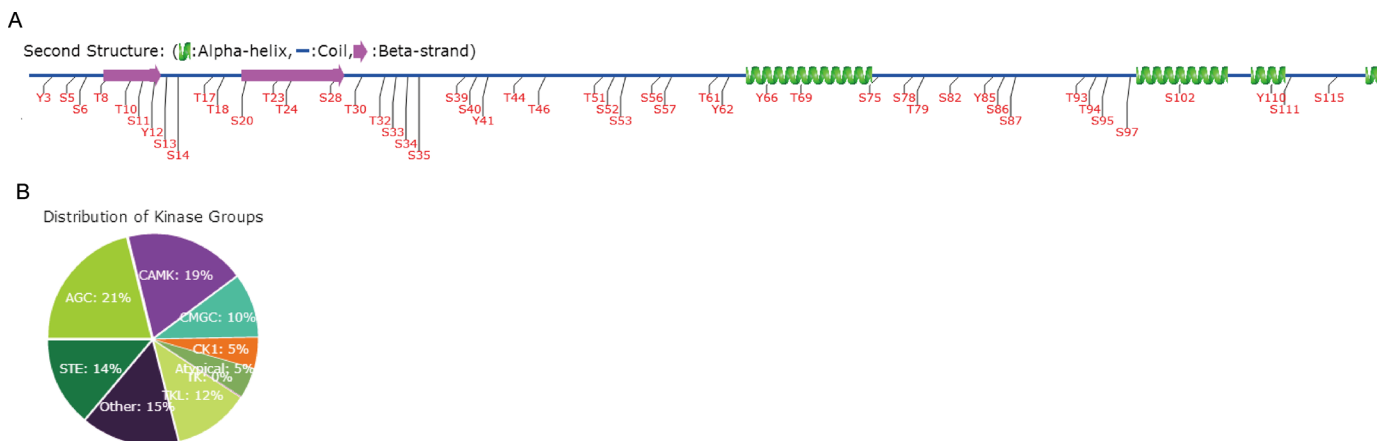 A
Second Structure: (:Alpha-helix, :Coil, :Beta-strand)
Y3 S5 T8 T17 T23 S28 S39 T44 T51 S56 T61 Y66 T69 S75 S78 S82 Y85 T93 S102 Y110 S115
S6 T10 T18 T24 T30 S40 T46 S52 S57 Y62 T79 S86 T94 S111
S11 S20 T32 Y41 S53 S87 S95
Y12 S33 S97
S13 S34
S14 S35
B
Distribution of Kinase Groups
CAMK: 19%
AGC: 21%
CMGC: 10%
CK1: 5%
STE: 14%
Atypical: 5%
TK: 0%
TKL: 12%
Other: 15%